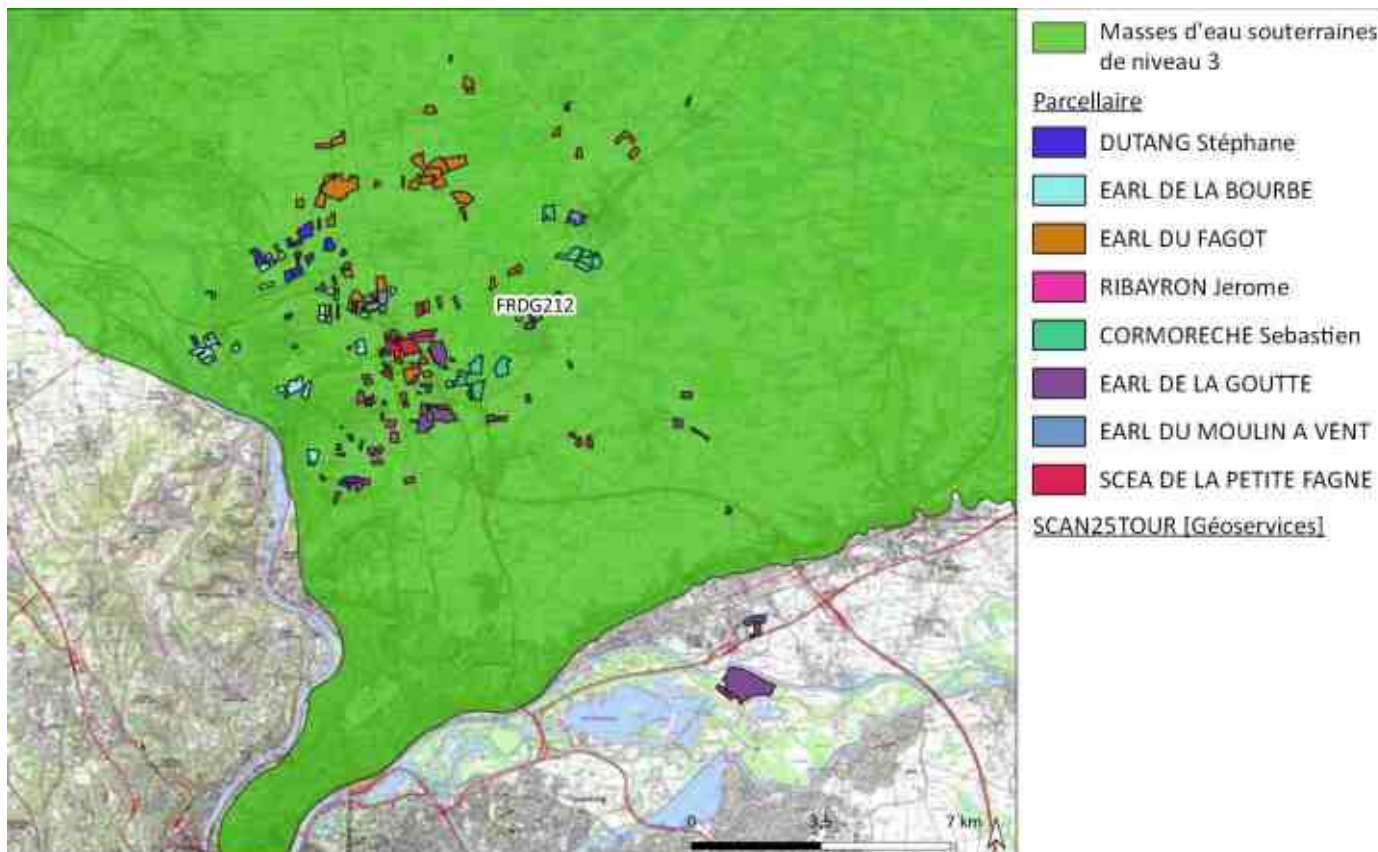 Masses d'eau souterraines
de niveau 3
Parcellaire
DUTANG Stéphane
EARL DE LA BOURBE
EARL DU FAGOT
RIBAYRON Jérome
CORMORECHE Sebastien
EARL DE LA GOUTTE
EARL DU MOULIN A VENT
SCEA DE LA PETITE FAGNE
SCAN25TOUR [Géoservices]
FRDG212
0 3,5 7 km